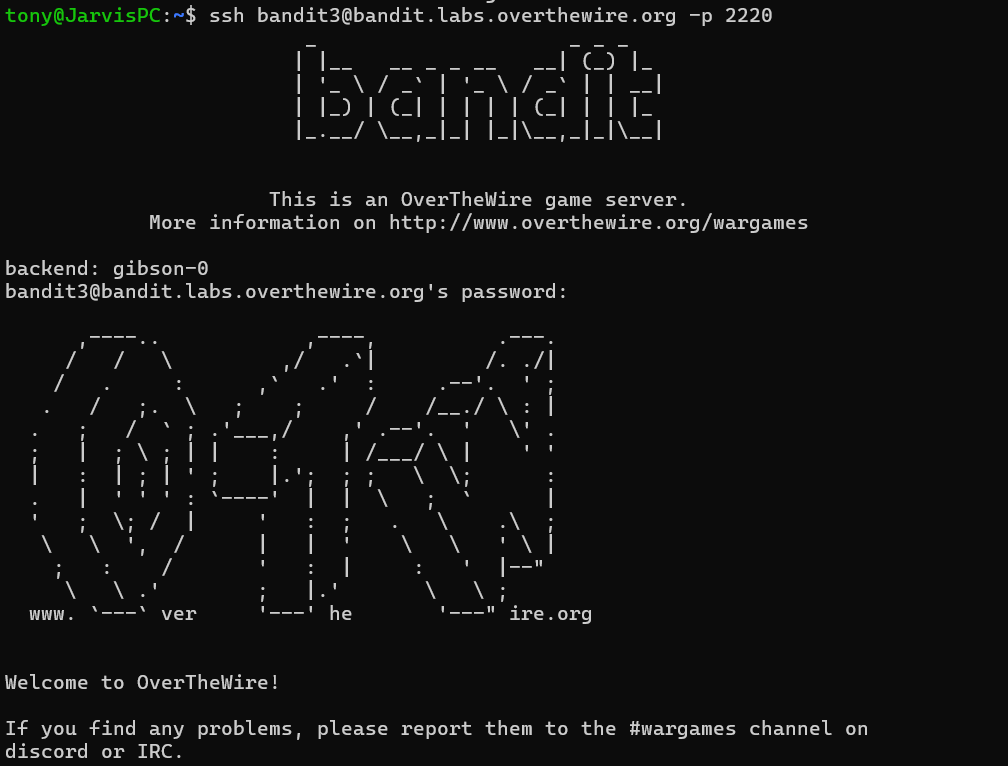 tony@JarvisPC:~$ ssh bandit3@bandit.labs.overthewire.org -p 2220
bandit
This is an OverTheWire game server.
More information on http://www.overthewire.org/wargames
backend: gibson-0
bandit3@bandit.labs.overthewire.org's password:
www. ver he ire.org
Welcome to OverTheWire!
If you find any problems, please report them to the #wargames channel on
discord or IRC.